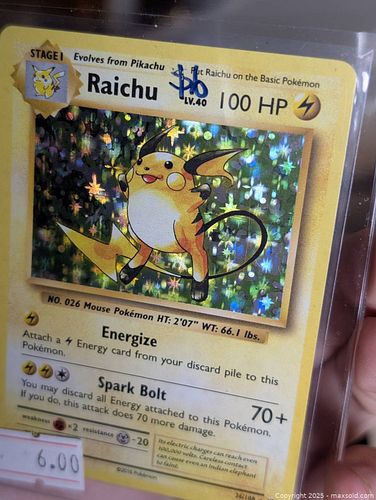 STAGE 1 Evolves from Pikachu Put Raichu on the Basic Pokémon
Raichu $6 LV.40 100 HP
NO. 026 Mouse Pokémon HT: 2'07" WT: 66.1 lbs.
Energize
Attach a Energy card from your discard pile to this
Pokémon.
Spark Bolt 70+
You may discard all Energy attached to this Pokémon.
If you do, this attack does 70 more damage.
weakness ×2 resistance -20
Its electric charges can reach even
100,000 volts. Careless contact
can cause even an Indian elephant
to faint.
©2016 Pokémon
36/108
6.00
Copyright 2025 - maxsold.com